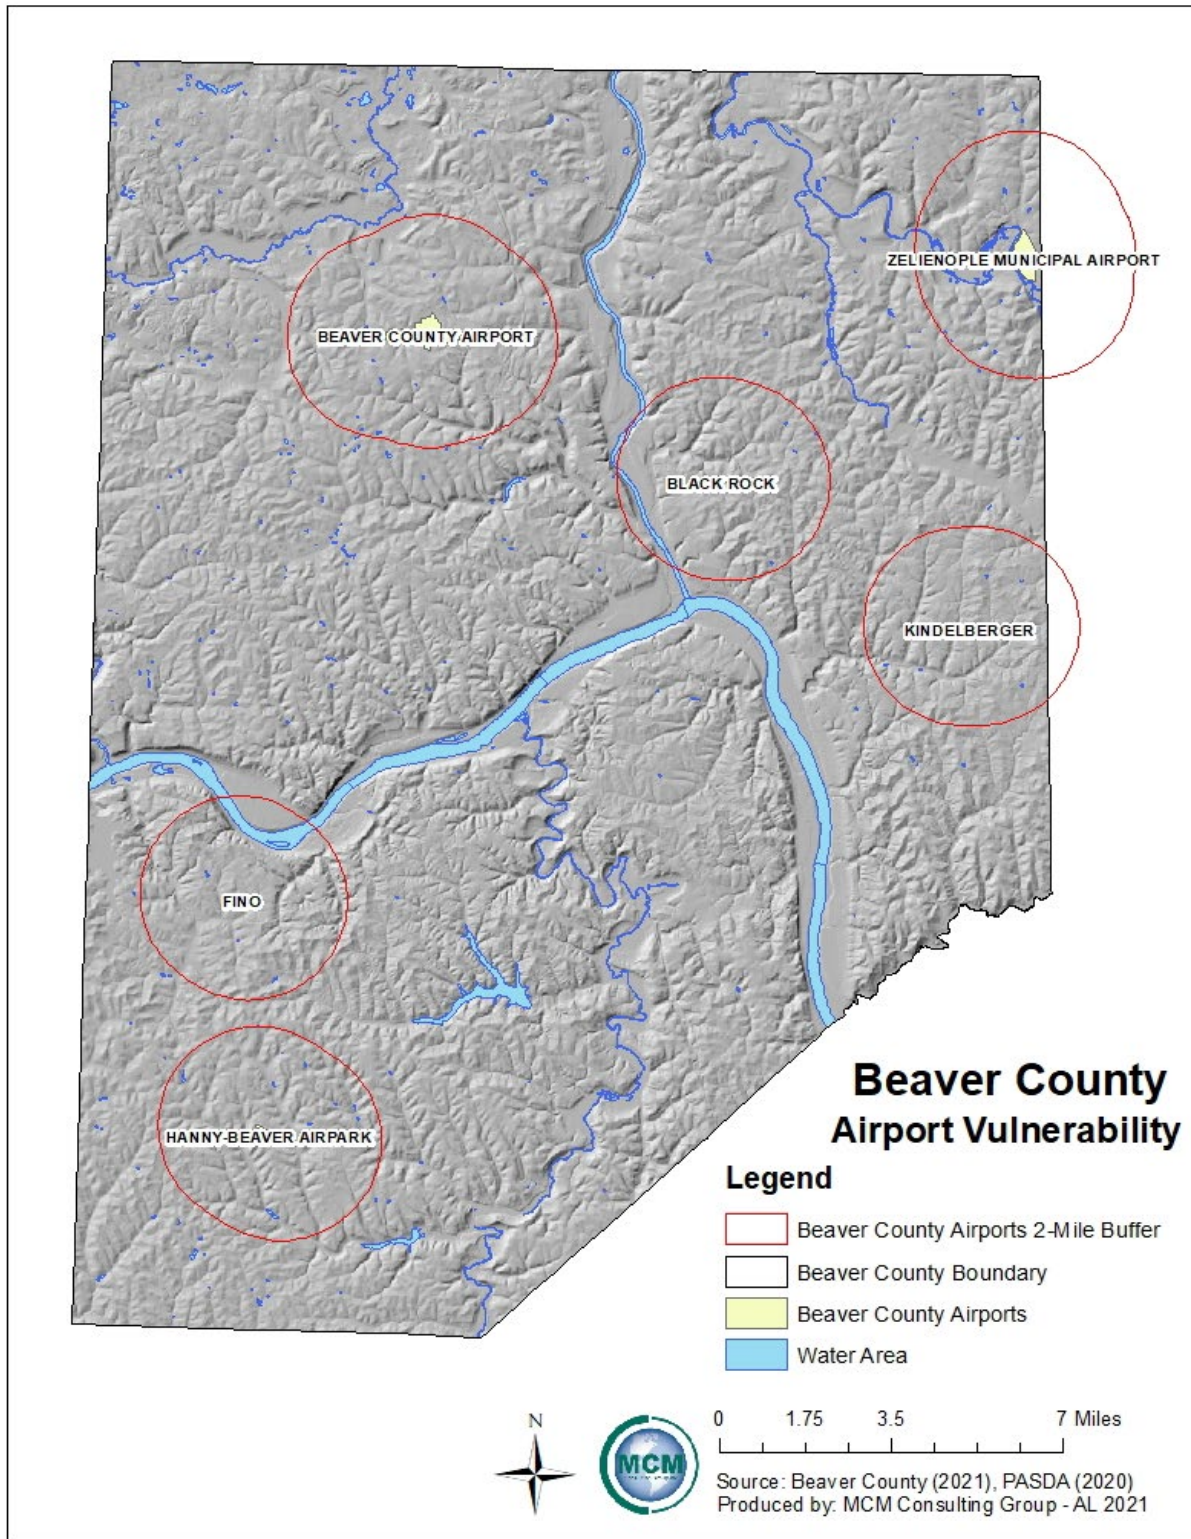 ZELIENOPLE MUNICIPAL AIRPORT
BEAVER COUNTY AIRPORT
BLACK ROCK
KINDELBERGER
FINO
HANNY-BEAVER AIRPARK
Beaver County
Airport Vulnerability
Legend
Beaver County Airports 2-Mile Buffer
Beaver County Boundary
Beaver County Airports
Water Area
N
MCM
0 1.75 3.5 7 Miles
Source: Beaver County (2021), PASDA (2020)
Produced by: MCM Consulting Group - AL 2021